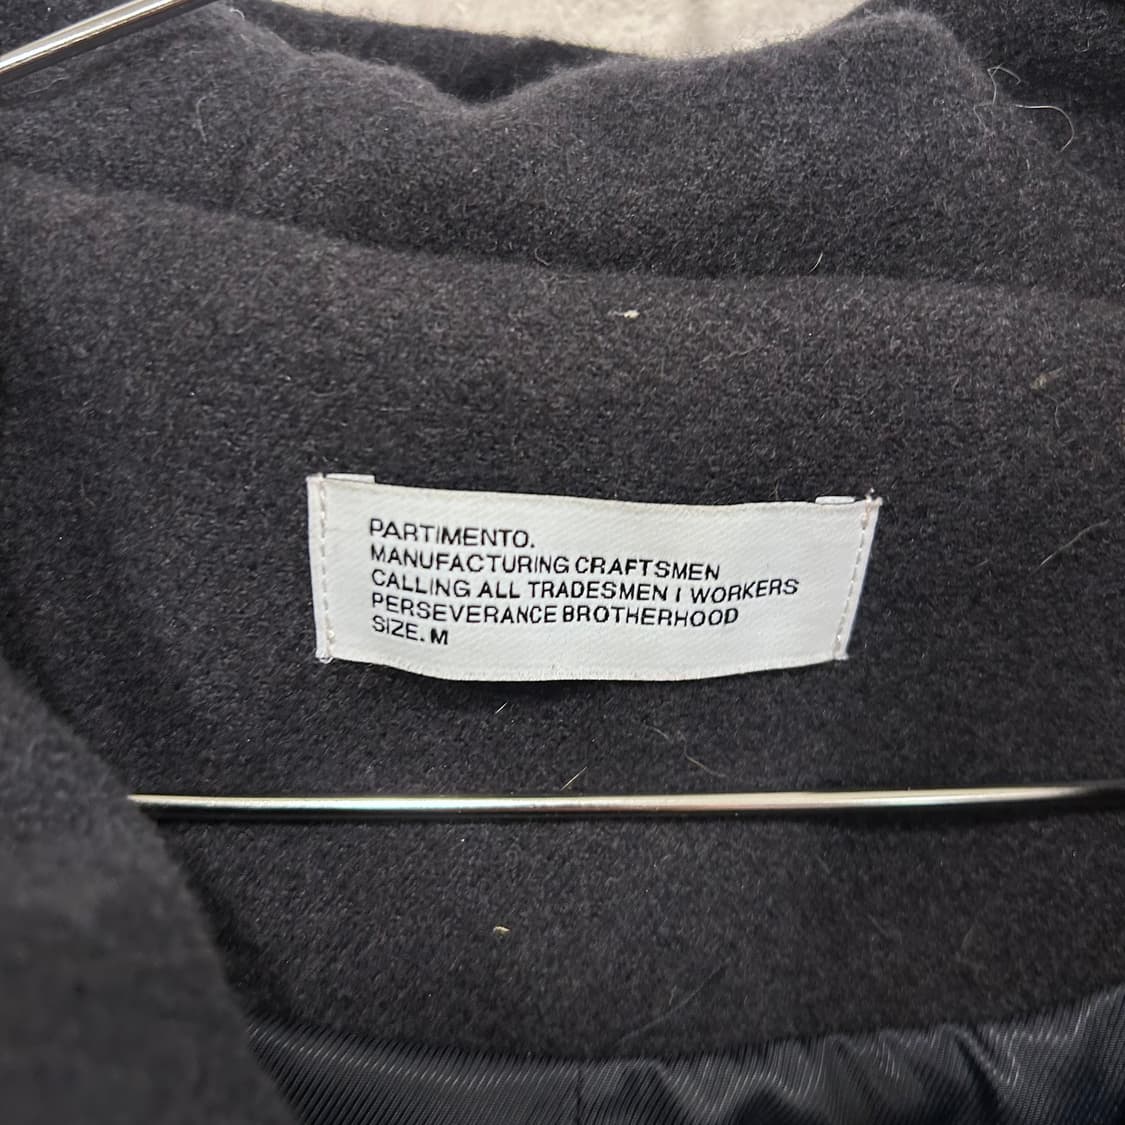 PARTIMENTO.
MANUFACTURING CRAFTSMEN
CALLING ALL TRADESMEN I WORKERS
PERSEVERANCE BROTHERHOOD
SIZE. M